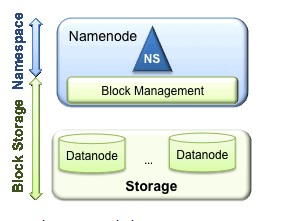 Namespace
Block Storage
Namenode
NS
Block Management
Datanode
...
Datanode
Storage